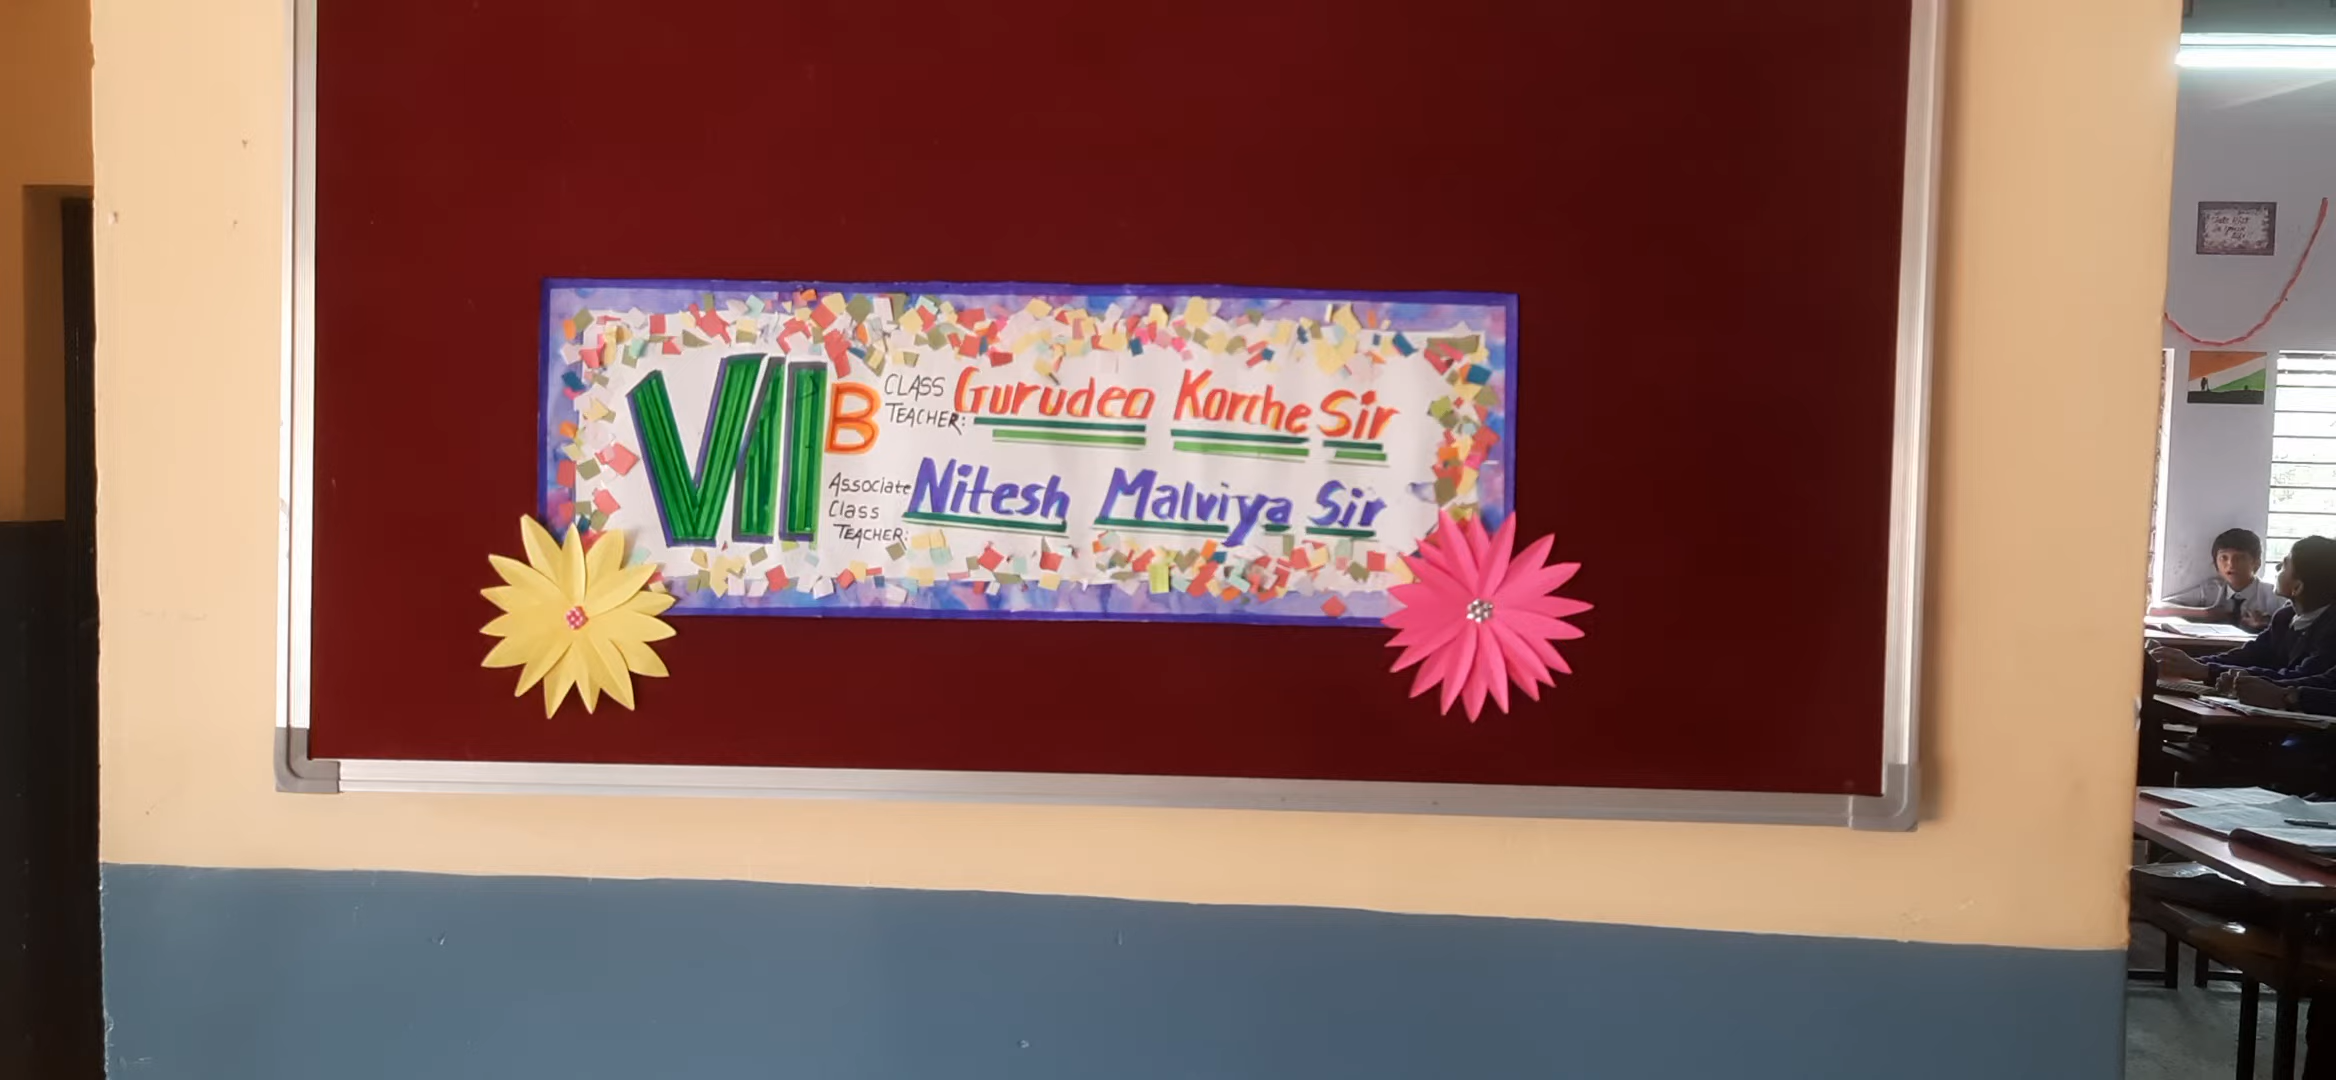 VII B CLASS TEACHER: Gurudeo Korche Sir
Associate Class TEACHER: Nitesh Malviya Sir